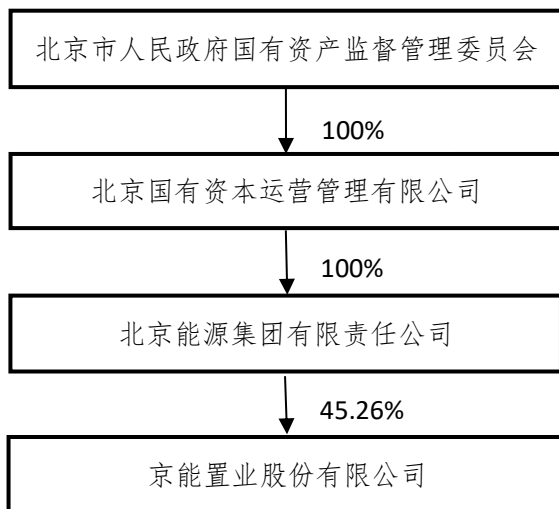 北京市人民政府国有资产监督管理委员会
100%
北京国有资本运营管理有限公司
100%
北京能源集团有限责任公司
45.26%
京能置业股份有限公司